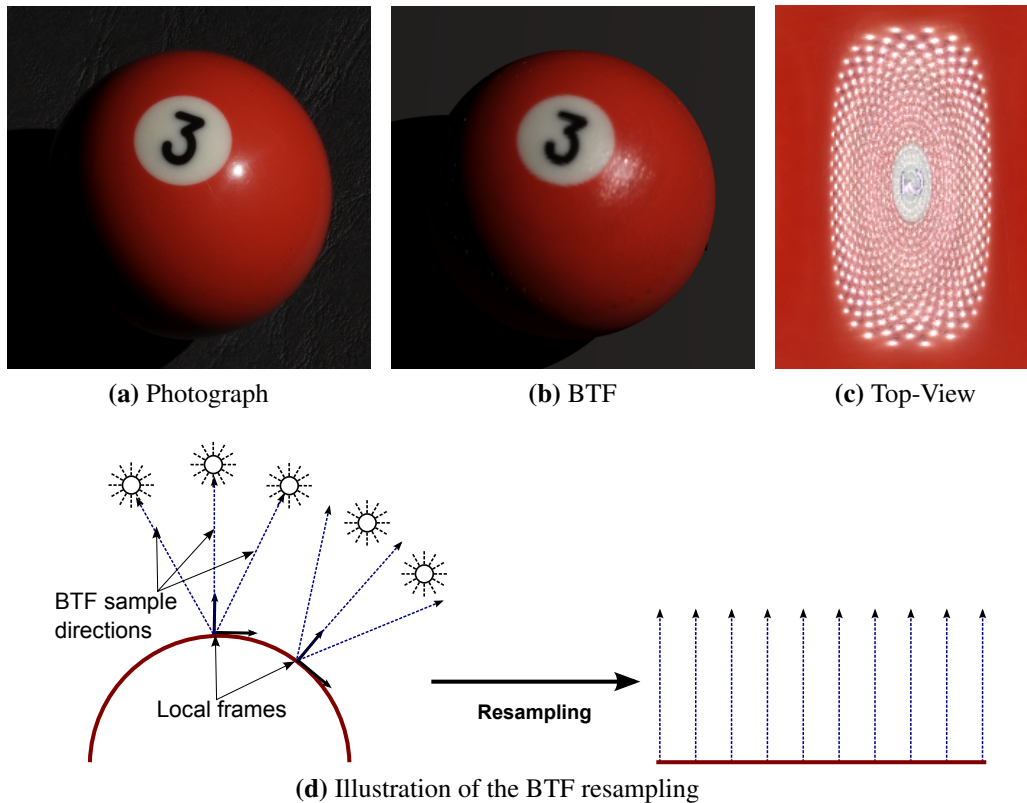 3
3
(a) Photograph
(b) BTF
(c) Top-View
BTF sample
directions
Local frames
Resampling
(d) Illustration of the BTF resampling